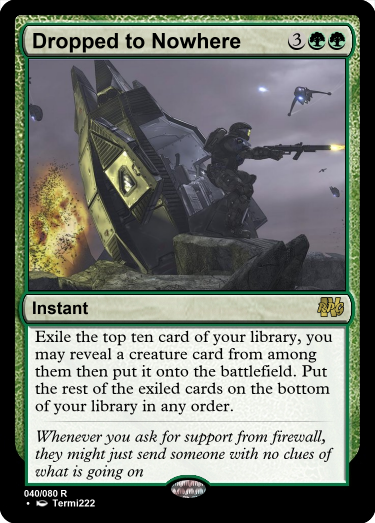 Dropped to Nowhere 3
Instant
Exile the top ten card of your library, you
may reveal a creature card from among
them then put it onto the battlefield. Put
the rest of the exiled cards on the bottom
of your library in any order.
Whenever you ask for support from firewall,
they might just send someone with no clues of
what is going on
040/080 R
• Termi222